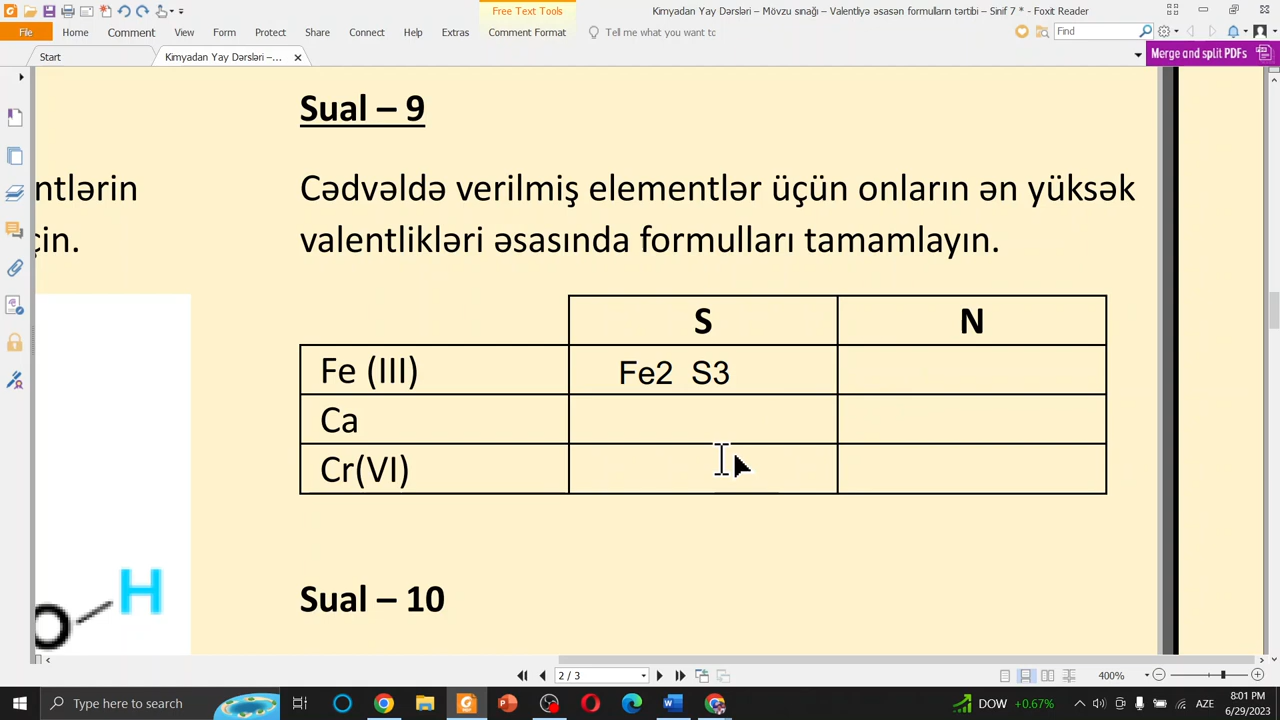 Free Text Tools
Kimyadan Yay Dərsləri – Mövzu sınağı – Valentliyə əsasən formulların tərtibi – Sinif 7 * - Foxit Reader
File Home Comment View Form Protect Share Connect Help Extras Comment Format Tell me what you want tc Find
Start Kimyadan Yay Dərsləri –... Merge and split PDFs
Sual – 9
ntlərin
çin.
Cədvəldə verilmiş elementlər üçün onların ən yüksək
valentlikləri əsasında formulları tamamlayın.
S N
Fe (III) Fe2 S3
Ca
Cr(VI)
O H
Sual – 10
2 / 3 400%
Type here to search DOW +0.67% AZE 8:01 PM
6/29/2023